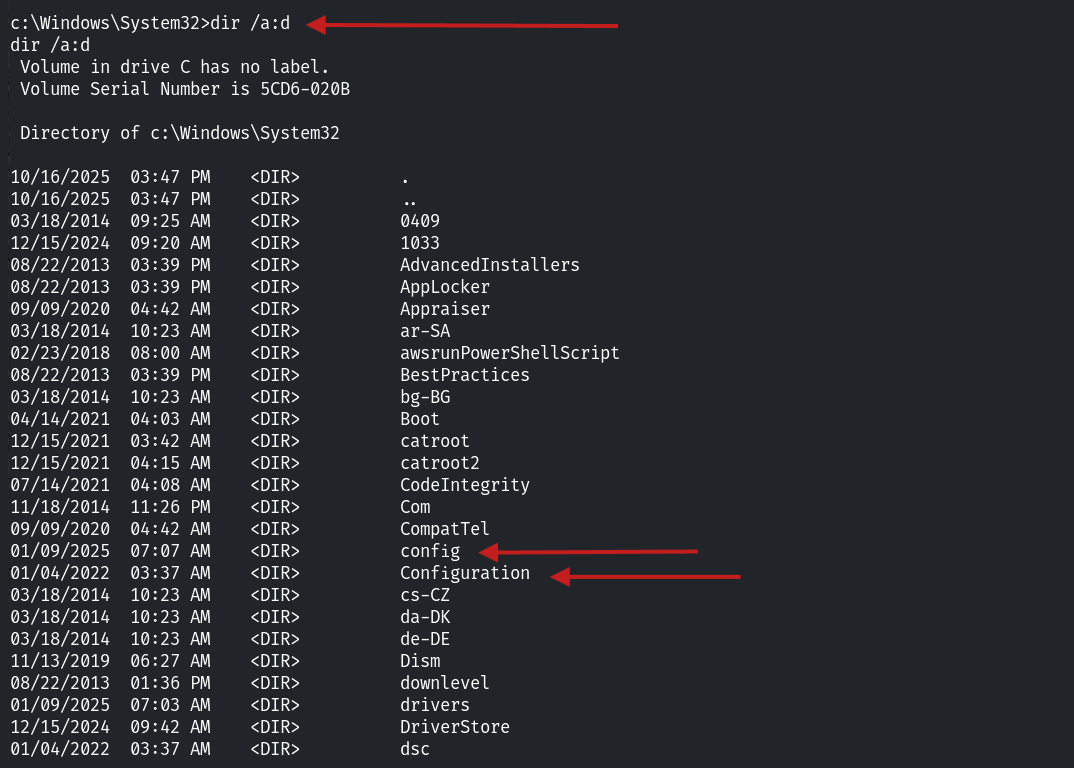 c:\Windows\System32>dir /a:d
dir /a:d
 Volume in drive C has no label.
 Volume Serial Number is 5CD6-020B

 Directory of c:\Windows\System32

10/16/2025  03:47 PM    <DIR>          .
10/16/2025  03:47 PM    <DIR>          ..
03/18/2014  09:25 AM    <DIR>          0409
12/15/2024  09:20 AM    <DIR>          1033
08/22/2013  03:39 PM    <DIR>          AdvancedInstallers
08/22/2013  03:39 PM    <DIR>          AppLocker
09/09/2020  04:42 AM    <DIR>          Appraiser
03/18/2014  10:23 AM    <DIR>          ar-SA
02/23/2018  08:00 AM    <DIR>          awsrunPowerShellScript
08/22/2013  03:39 PM    <DIR>          BestPractices
03/18/2014  10:23 AM    <DIR>          bg-BG
04/14/2021  04:03 AM    <DIR>          Boot
12/15/2021  03:42 AM    <DIR>          catroot
12/15/2021  04:15 AM    <DIR>          catroot2
07/14/2021  04:08 AM    <DIR>          CodeIntegrity
11/18/2014  11:26 PM    <DIR>          Com
09/09/2020  04:42 AM    <DIR>          CompatTel
01/09/2025  07:07 AM    <DIR>          config
01/04/2022  03:37 AM    <DIR>          Configuration
03/18/2014  10:23 AM    <DIR>          cs-CZ
03/18/2014  10:23 AM    <DIR>          da-DK
03/18/2014  10:23 AM    <DIR>          de-DE
11/13/2019  06:27 AM    <DIR>          Dism
08/22/2013  01:36 PM    <DIR>          downlevel
01/09/2025  07:03 AM    <DIR>          drivers
12/15/2024  09:42 AM    <DIR>          DriverStore
01/04/2022  03:37 AM    <DIR>          dsc